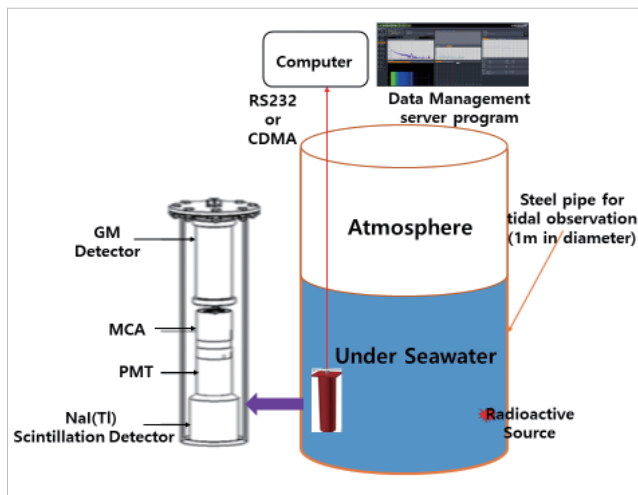 Computer
RS232
or
CDMA
Data Management
server program
Steel pipe for
tidal observation
(1m in diameter)
Atmosphere
GM
Detector
MCA
Under Seawater
PMT
NaI(Tl)
Scintillation Detector
Radioactive
Source